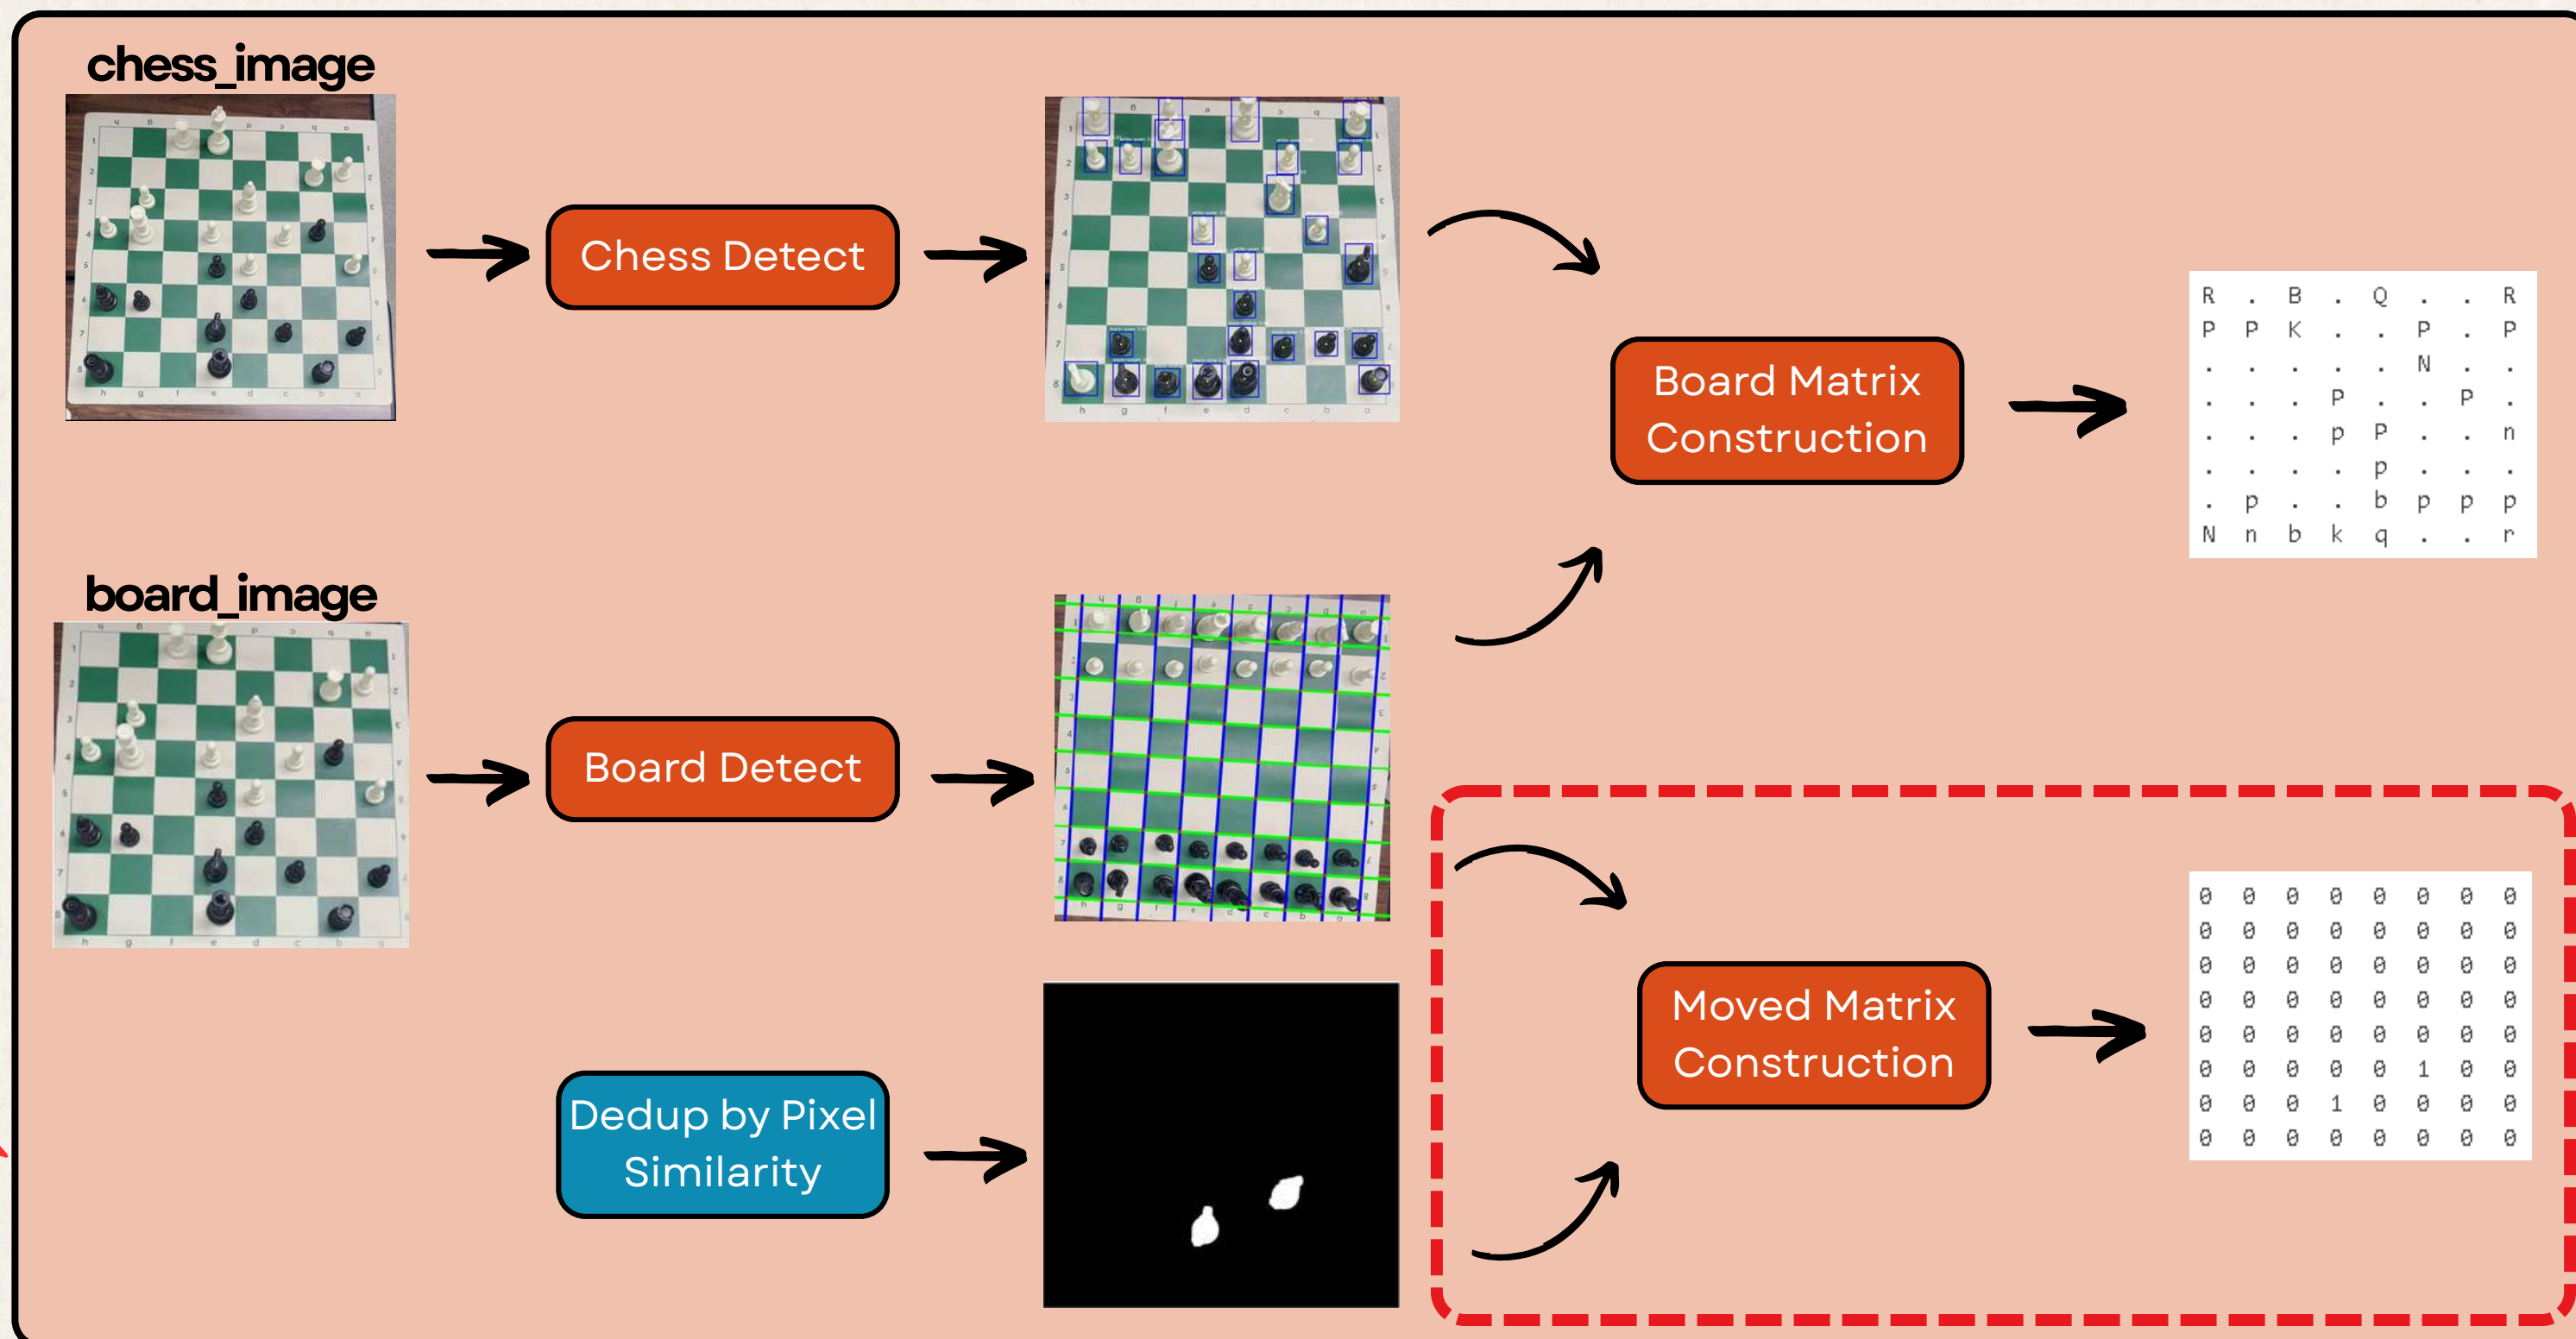 chess_image
Chess Detect
Board Matrix
Construction
R . B . Q . . R
P P K . . P . P
. . . . . N . .
. . . P . . P .
. . . p P . . n
. . . . p . . .
. p . . b p p p
N n b k q . . r
board_image
Board Detect
Moved Matrix
Construction
0 0 0 0 0 0 0 0
0 0 0 0 0 0 0 0
0 0 0 0 0 0 0 0
0 0 0 0 0 0 0 0
0 0 0 0 0 0 0 0
0 0 0 0 0 1 0 0
0 0 0 1 0 0 0 0
0 0 0 0 0 0 0 0
Dedup by Pixel
Similarity